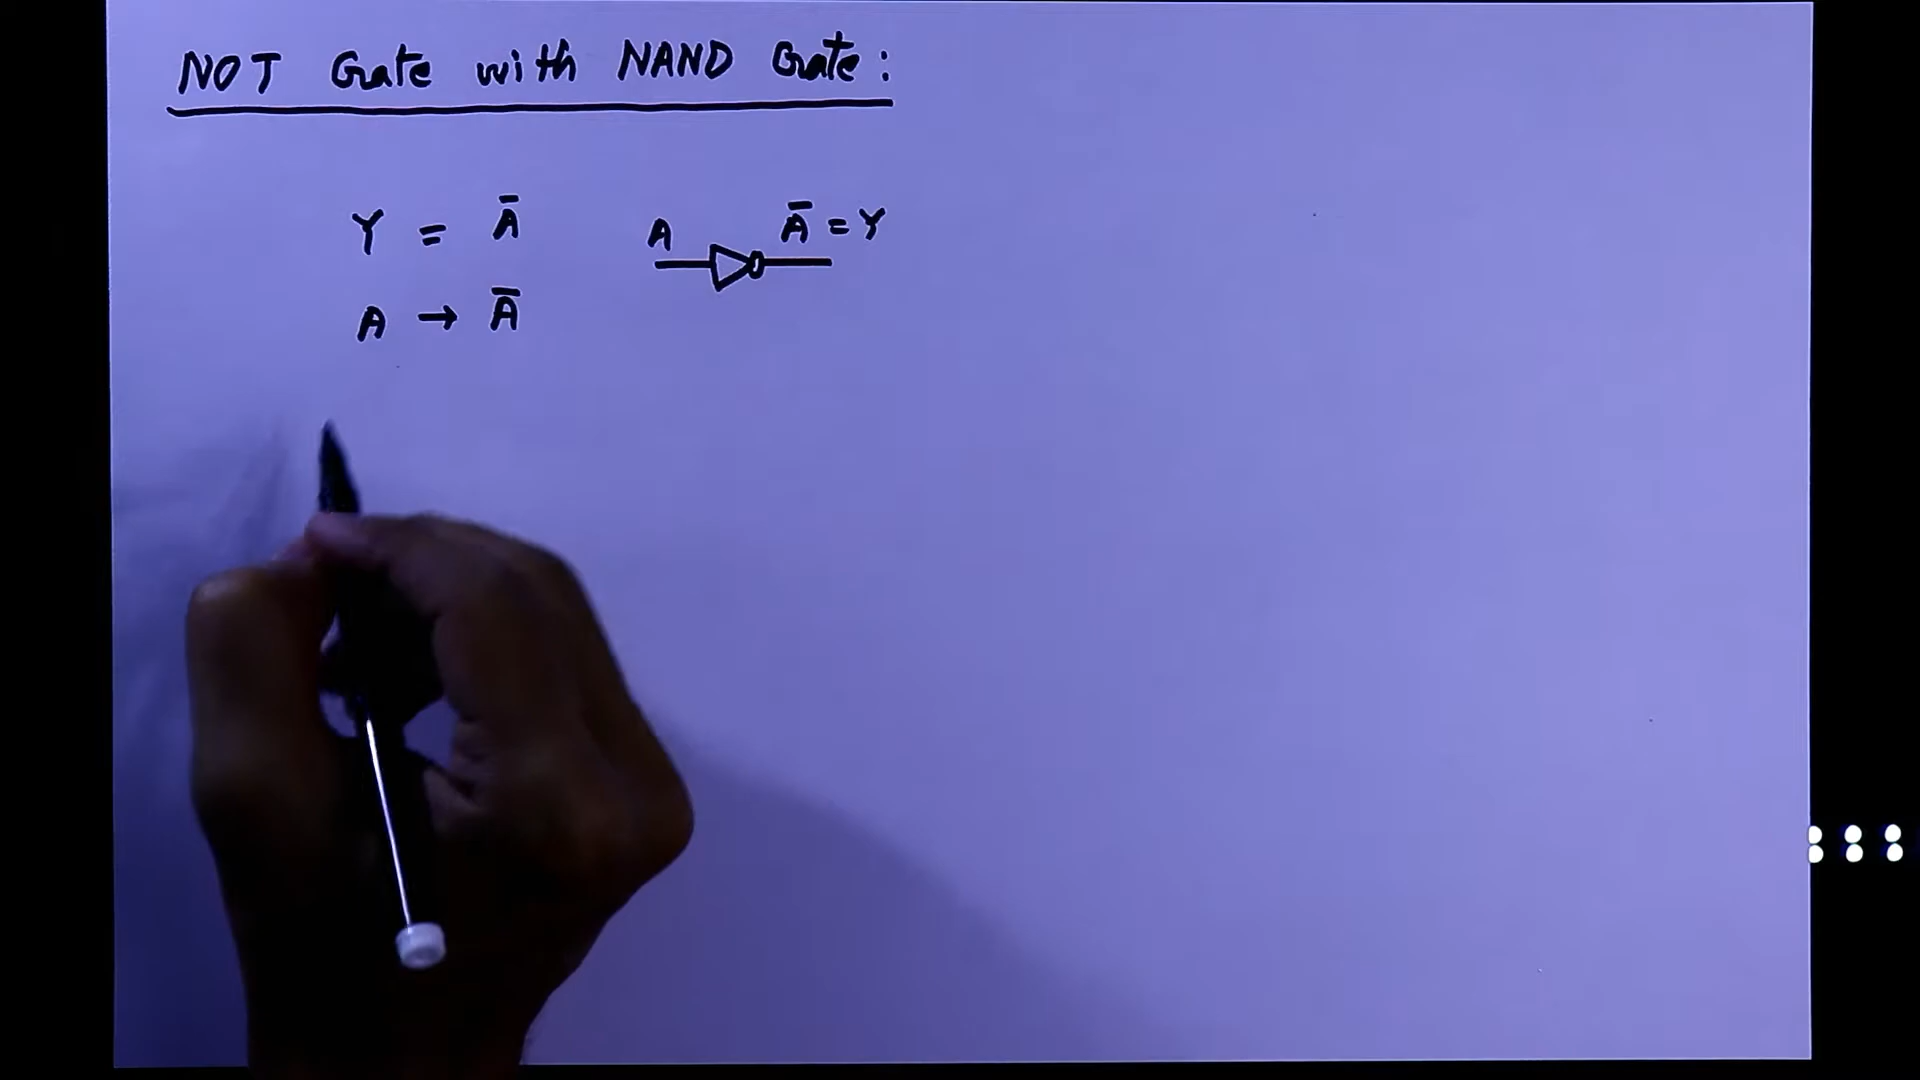 NOT Gate with NAND Gate:
Y = A̅
A → A̅
A
A̅ = Y